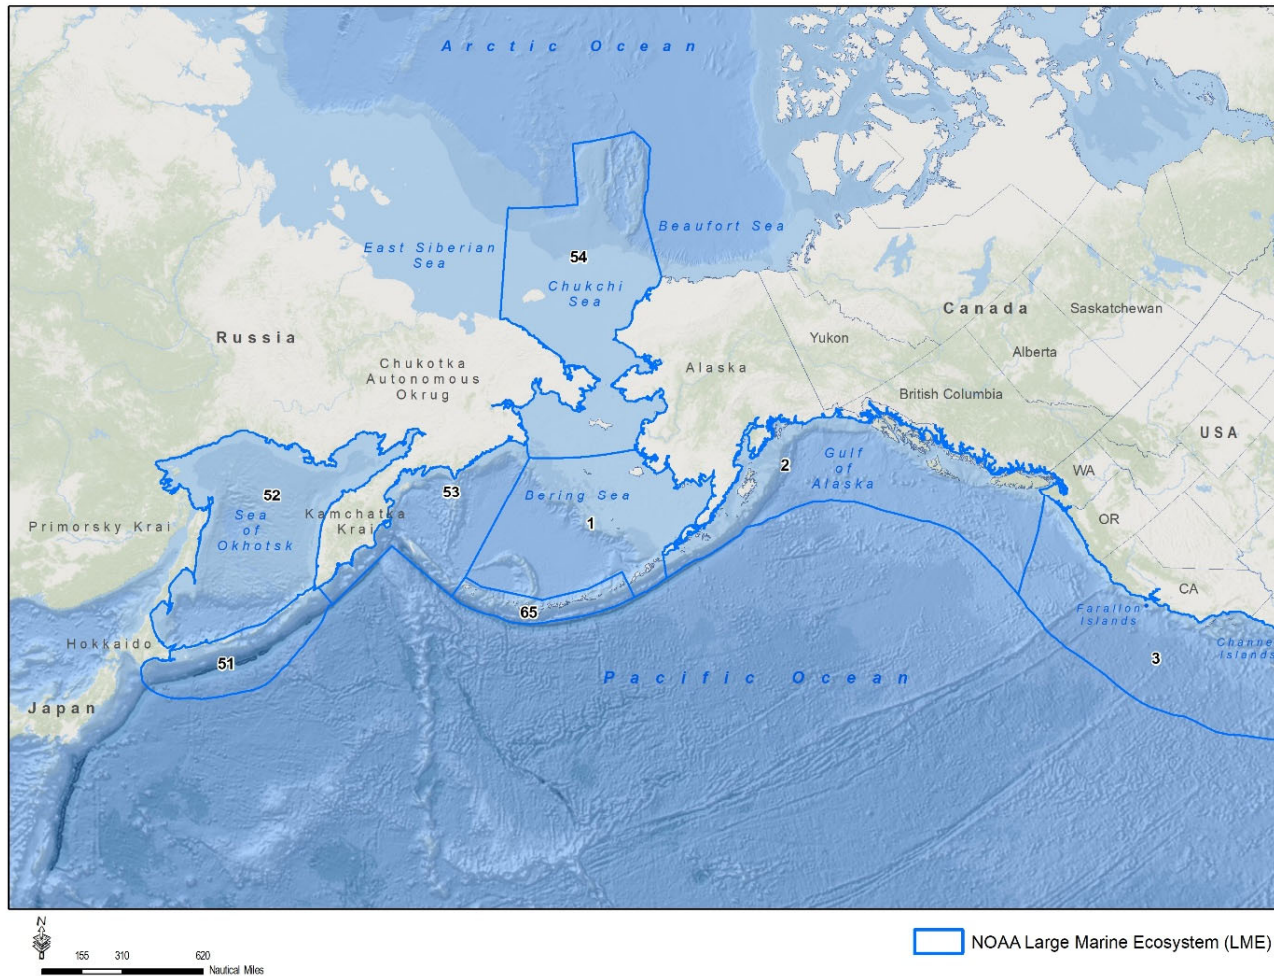 Arctic Ocean
Beaufort Sea
East Siberian
Sea
54
Chukchi
Sea
Russia
Canada
Saskatchewan
Yukon
Alberta
Chukotka
Autonomous
Okrug
Alaska
British Columbia
USA
Gulf
of
Alaska
2
WA
53
52
Bering Sea
1
Kamchatka
Krai
Sea
of
Okhotsk
Primorsky Krai
OR
CA
65
Farallon
Islands
Hokkaido
51
Channe
Islands
3
Pacific Ocean
Japan
N
155 310 620
Nautical Miles
NOAA Large Marine Ecosystem (LME)